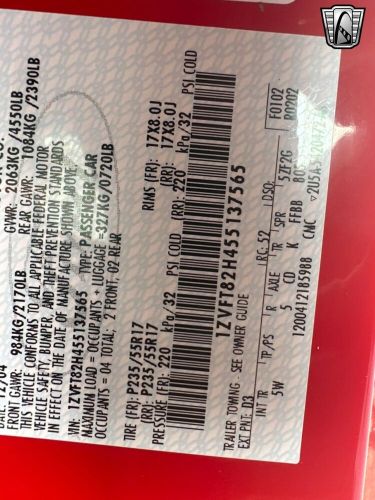 12/04
GVWR: 2063KG/4550LB
FRONT GAWR: 984KG/2170LB REAR GAWR: 1084KG/2390LB
THIS VEHICLE CONFORMS TO ALL APPLICABLE FEDERAL MOTOR
VEHICLE SAFETY, BUMPER, AND THEFT PREVENTION STANDARDS
IN EFFECT ON THE DATE OF MANUFACTURE SHOWN ABOVE
VIN: 1ZVFT82H455137565 TYPE: PASSENGER CAR
MAXIMUM LOAD = OCCUPANTS + LUGGAGE = 327KG/0720LB
OCCUPANTS = 04 TOTAL; 2 FRONT, 02 REAR
TIRE (FR): P235/55R17 RIMS (FR): 17X8.0J
(RR): P235/55R17 (RR): 17X8.0J
PRESSURE (FR): 220 kPa/32 PSI COLD (RR): 220 kPa/32 PSI COLD
1ZVFT82H455137565
TRAILER TOWING - SEE OWNER GUIDE
EXT PNT: D3 RC: 52 DSO: F0102
57F2G R0202
INT TR TP/PS R AXLE TR SPR
5W 5 CD K FFBB
1200412185988 CMC